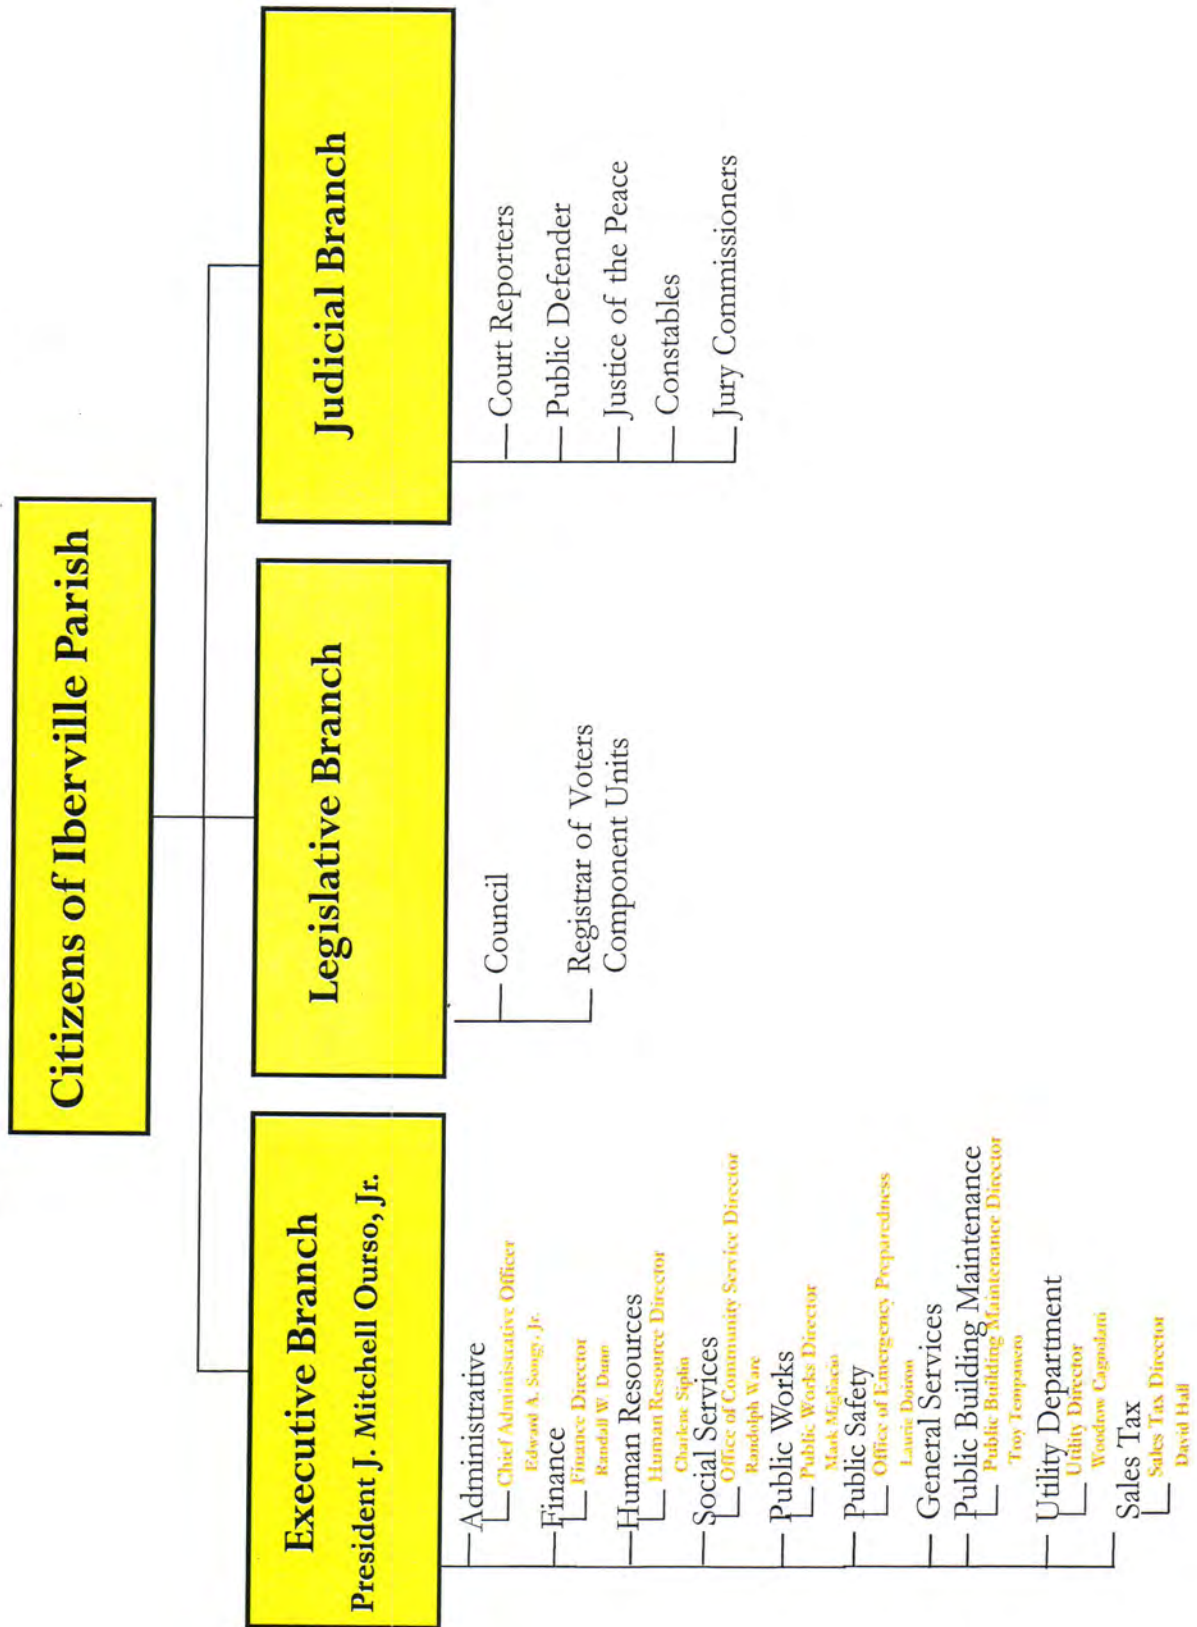 Citizens of Iberville Parish
Executive Branch
President J. Mitchell Ourso, Jr.
Administrative
Chief Administrative Officer
Edward A. Songy, Jr.
Finance
Finance Director
Randall W. Dunn
Human Resources
Human Resource Director
Charlene Sipho
Social Services
Office of Community Service Director
Randolph Ware
Public Works
Public Works Director
Mark Migliacio
Public Safety
Office of Emergency Preparedness
Laurie Doiron
General Services
Public Building Maintenance
Public Building Maintenance Director
Troy
Utility Department
Utility Director
Woodrow Cagnolatti
Sales Tax
Sales Tax Director
David Hall
Legislative Branch
Council
Registrar of Voters
Component Units
Judicial Branch
Court Reporters
Public Defender
Justice of the Peace
Constables
Jury Commissioners